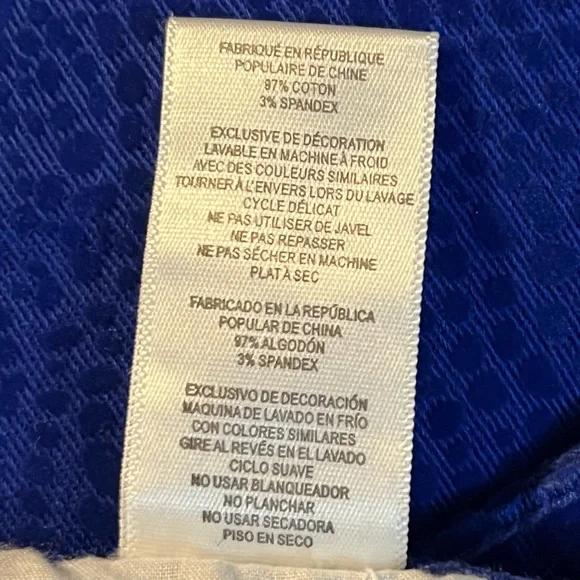 FABRIQUÉ EN RÉPUBLIQUE
POPULAIRE DE CHINE
97% COTON
3% SPANDEX
EXCLUSIVE DE DÉCORATION
LAVABLE EN MACHINE À FROID
AVEC DES COULEURS SIMILAIRES
TOURNER À L'ENVERS LORS DU LAVAGE
CYCLE DÉLICAT
NE PAS UTILISER DE JAVEL
NE PAS REPASSER
NE PAS SÉCHER EN MACHINE
PLAT À SEC
FABRICADO EN LA REPÚBLICA
POPULAR DE CHINA
97% ALGODÓN
3% SPANDEX
EXCLUSIVO DE DECORACIÓN
MAQUINA DE LAVADO EN FRÍO
CON COLORES SIMILARES
GIRE AL REVÉS EN EL LAVADO
CICLO SUAVE
NO USAR BLANQUEADOR
NO PLANCHAR
NO USAR SECADORA
PISO EN SECO